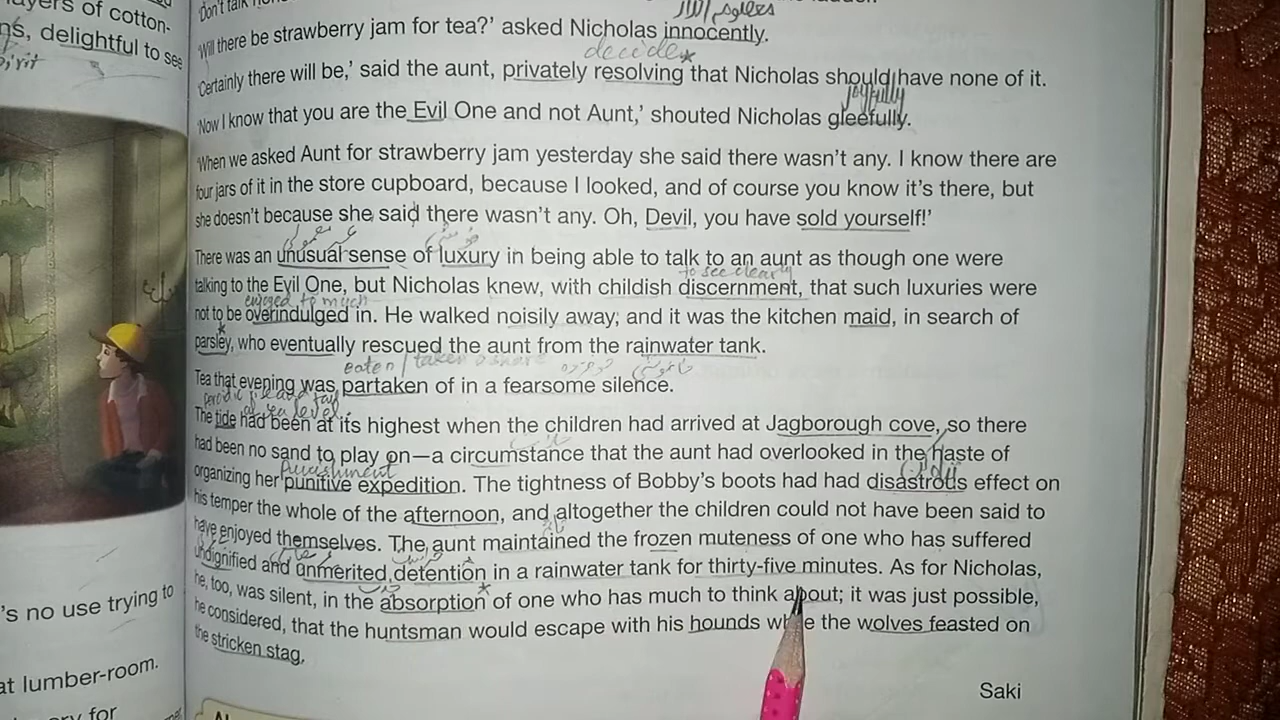 ayers of cotton-
ns, delightful to see
'Don't talk
'Will there be strawberry jam for tea?' asked Nicholas innocently.
decide*
'Certainly there will be,' said the aunt, privately resolving that Nicholas should have none of it.
joyfully
'Now I know that you are the Evil One and not Aunt,' shouted Nicholas gleefully.
'When we asked Aunt for strawberry jam yesterday she said there wasn't any. I know there are
four jars of it in the store cupboard, because I looked, and of course you know it's there, but
she doesn't because she said there wasn't any. Oh, Devil, you have sold yourself!'
There was an unusual sense of luxury in being able to talk to an aunt as though one were
to see clearly
talking to the Evil One, but Nicholas knew, with childish discernment, that such luxuries were
enjoyed to much
not to be overindulged in. He walked noisily away; and it was the kitchen maid, in search of
parsley, who eventually rescued the aunt from the rainwater tank.
eaten / taken a share
خاموشی
Tea that evening was partaken of in a fearsome silence.
The tide had been at its highest when the children had arrived at Jagborough cove, so there
had been no sand to play on—a circumstance that the aunt had overlooked in the haste of
Punishment
organizing her punitive expedition. The tightness of Bobby's boots had had disastrous effect on
his temper the whole of the afternoon, and altogether the children could not have been said to
have enjoyed themselves. The aunt maintained the frozen muteness of one who has suffered
undignified and unmerited detention in a rainwater tank for thirty-five minutes. As for Nicholas,
he, too, was silent, in the absorption* of one who has much to think about; it was just possible,
he considered, that the huntsman would escape with his hounds while the wolves feasted on
the stricken stag.
Saki
's no use trying to
at lumber-room.
for